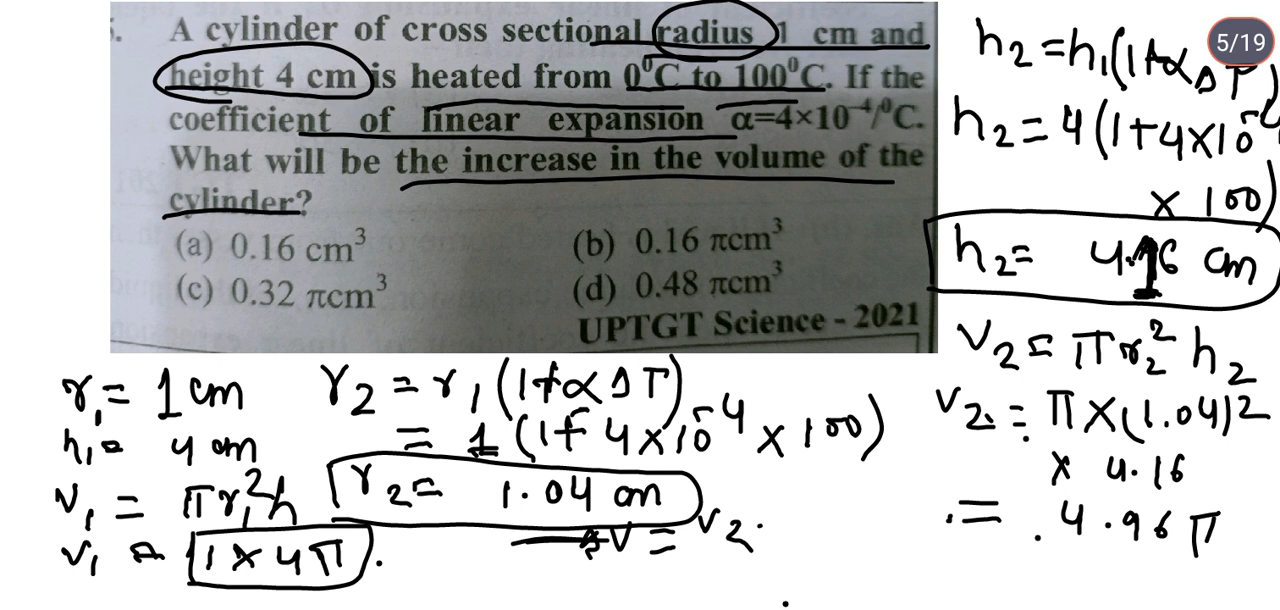 5/19
5. A cylinder of cross sectional radius 1 cm and
height 4 cm is heated from 0⁰C to 100⁰C. If the
coefficient of linear expansion α=4×10⁻⁴/⁰C.
What will be the increase in the volume of the
cylinder?
(a) 0.16 cm³ (b) 0.16 πcm³
(c) 0.32 πcm³ (d) 0.48 πcm³
UPTGT Science - 2021
h₂ = h₁(1+αΔT)
h₂ = 4(1+4×10⁻⁴
× 100)
h₂ = 4.16 cm
V₂ = πr₂²h₂
V₂ = π×(1.04)2
× 4.16
= 4.96π
r₁ = 1 cm
h₁ = 4 cm
V₁ = πr₁²h
V₁ = 1×4π
r₂ = r₁(1+αΔT)
= 1(1+4×10⁻⁴×100)
r₂ = 1.04 cm
ΔV = V₂